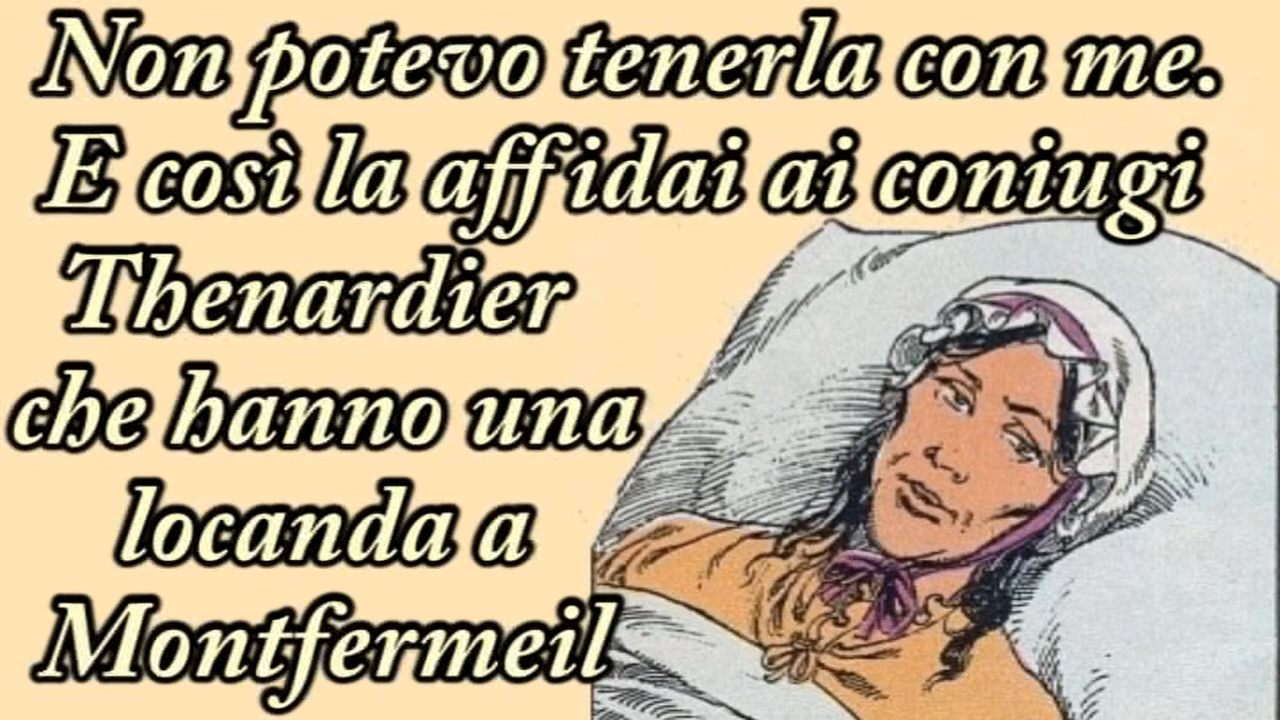 Non potevo tenerla con me.
E così la affidai ai coniugi
Thenardier
che hanno una
locanda a
Montfermeil